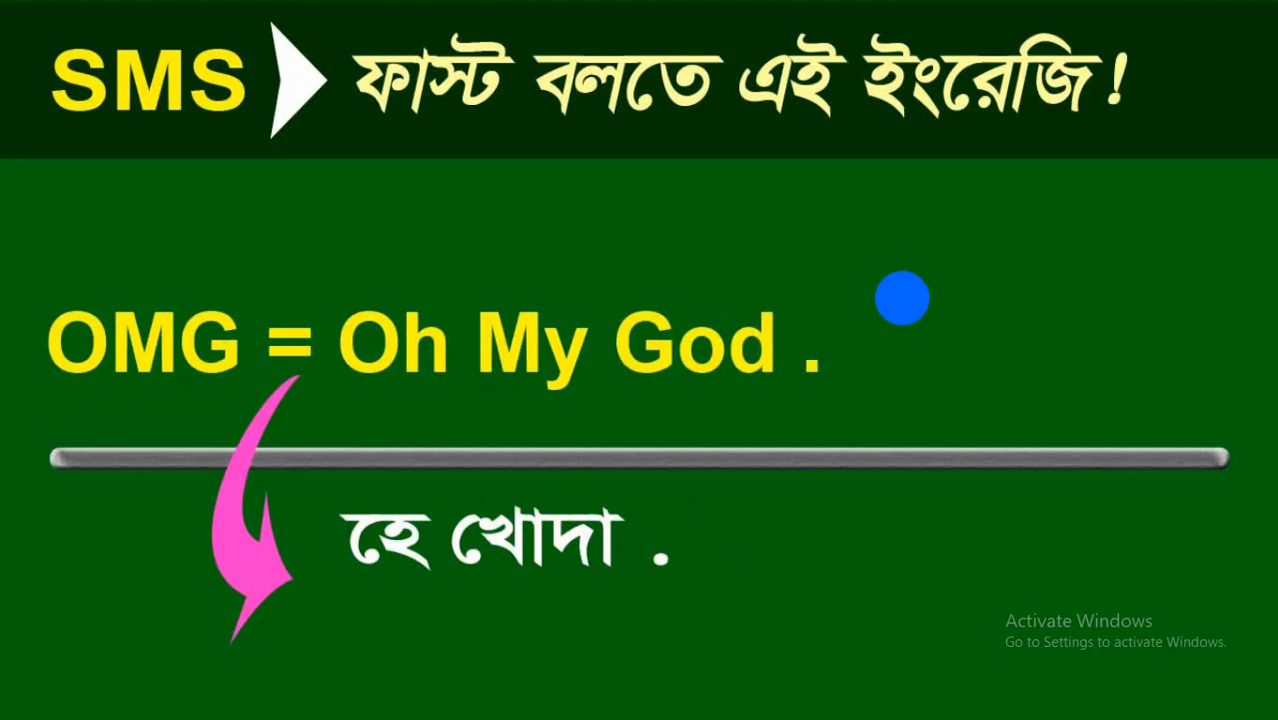 SMS ফাস্ট বলতে এই ইংরেজি!
OMG = Oh My God .
হে খোদা .
Activate Windows
Go to Settings to activate Windows.